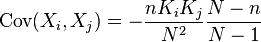 Cov(X_i, X_j) = -\frac{nK_iK_j}{N^2}\frac{N-n}{N-1}